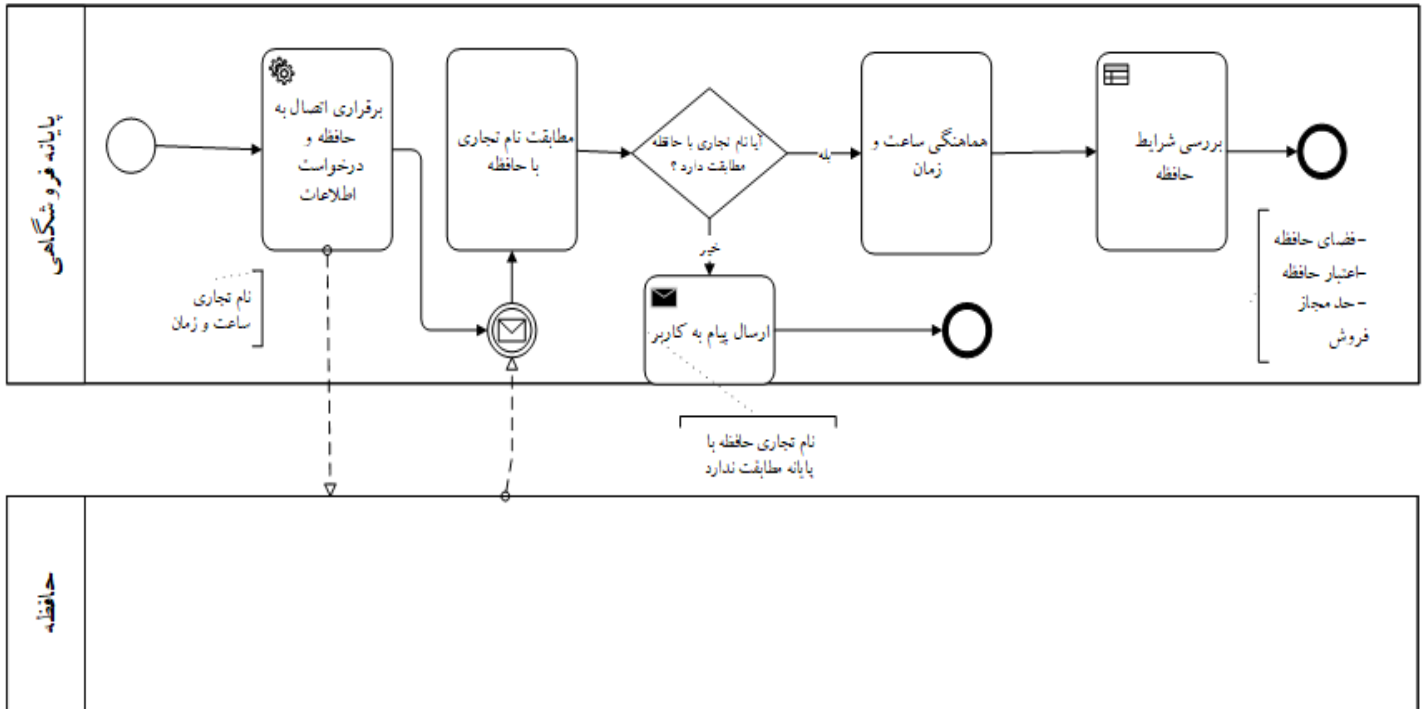 پایانه فروشگاهی
برقراری اتصال به
حافظه و
درخواست
اطلاعات
نام تجاری
ساعت و زمان
مطابقت نام تجاری
با حافظه
آیا نام تجاری با حافظه
مطابقت دارد ؟
بله
خیر
ارسال پیام به کاربر
نام تجاری حافظه با
پایانه مطابقت ندارد
هماهنگی ساعت و
زمان
بررسی شرایط
حافظه
-فضای حافظه
-اعتبار حافظه
- حد مجاز
فروش
حافظه